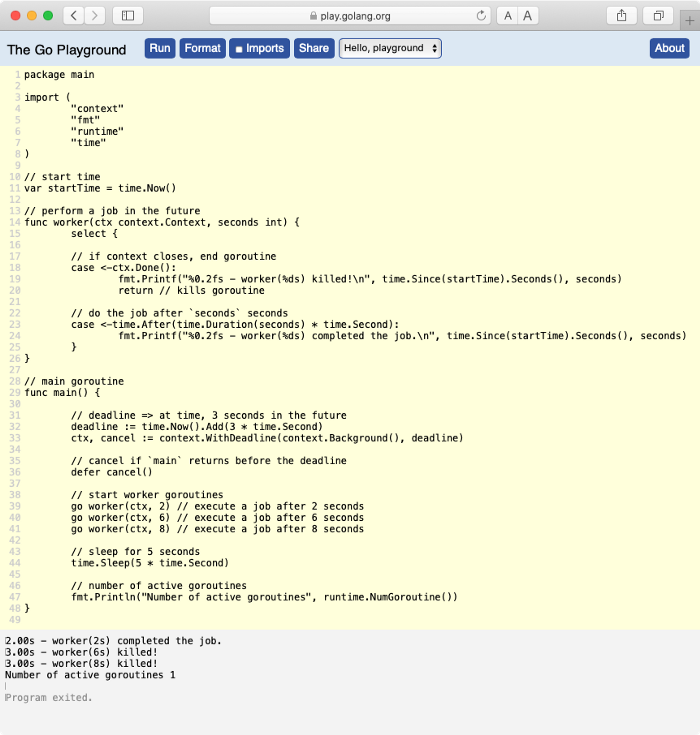 play.golang.org
A A
The Go Playground Run Format Imports Share Hello, playground About
1 package main
2
3 import (
4 "context"
5 "fmt"
6 "runtime"
7 "time"
8 )
9
10 // start time
11 var startTime = time.Now()
12
13 // perform a job in the future
14 func worker(ctx context.Context, seconds int) {
15 select {
16
17 // if context closes, end goroutine
18 case <-ctx.Done():
19 fmt.Printf("%0.2fs – worker(%ds) killed!\n", time.Since(startTime).Seconds(), seconds)
20 return // kills goroutine
21
22 // do the job after `seconds` seconds
23 case <-time.After(time.Duration(seconds) * time.Second):
24 fmt.Printf("%0.2fs – worker(%ds) completed the job.\n", time.Since(startTime).Seconds(), seconds)
25 }
26 }
27
28 // main goroutine
29 func main() {
30
31 // deadline => at time, 3 seconds in the future
32 deadline := time.Now().Add(3 * time.Second)
33 ctx, cancel := context.WithDeadline(context.Background(), deadline)
34
35 // cancel if `main` returns before the deadline
36 defer cancel()
37
38 // start worker goroutines
39 go worker(ctx, 2) // execute a job after 2 seconds
40 go worker(ctx, 6) // execute a job after 6 seconds
41 go worker(ctx, 8) // execute a job after 8 seconds
42
43 // sleep for 5 seconds
44 time.Sleep(5 * time.Second)
45
46 // number of active goroutines
47 fmt.Println("Number of active goroutines", runtime.NumGoroutine())
48 }
49
2.00s – worker(2s) completed the job.
3.00s – worker(6s) killed!
3.00s – worker(8s) killed!
Number of active goroutines 1
Program exited.